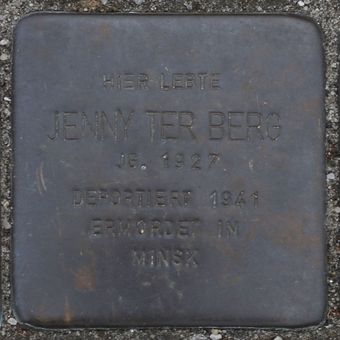 HIER LEBTE
JENNY TER BERG
JG. 1927
DEPORTIERT 1941
ERMORDET IN
MINSK